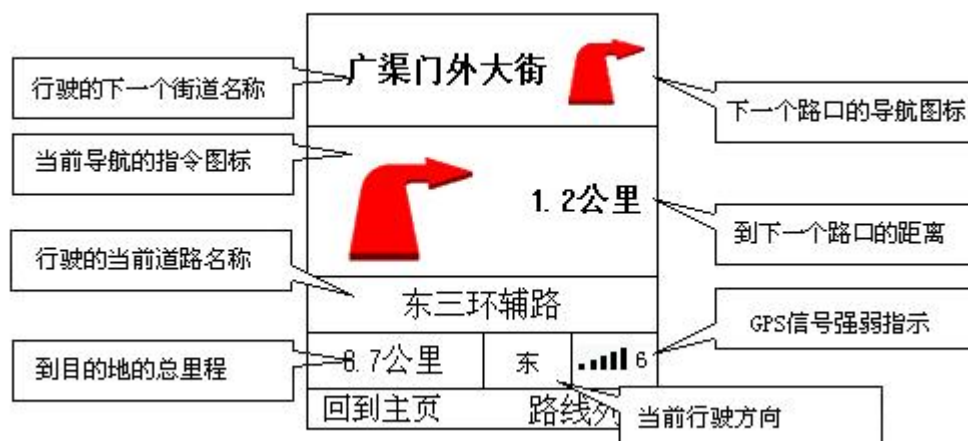 广渠门外大街
行驶的下一个街道名称
下一个路口的导航图标
当前导航的指令图标
1.2公里
到下一个路口的距离
行驶的当前道路名称
东三环辅路
GPS信号强弱指示
到目的地的总里程
.7公里
东
6
回到主页
路线列
当前行驶方向